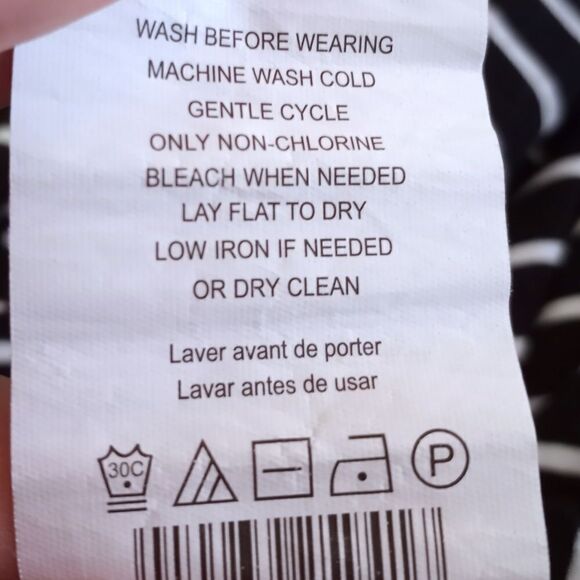 WASH BEFORE WEARING
MACHINE WASH COLD
GENTLE CYCLE
ONLY NON-CHLORINE
BLEACH WHEN NEEDED
LAY FLAT TO DRY
LOW IRON IF NEEDED
OR DRY CLEAN
Laver avant de porter
Lavar antes de usar
30C P